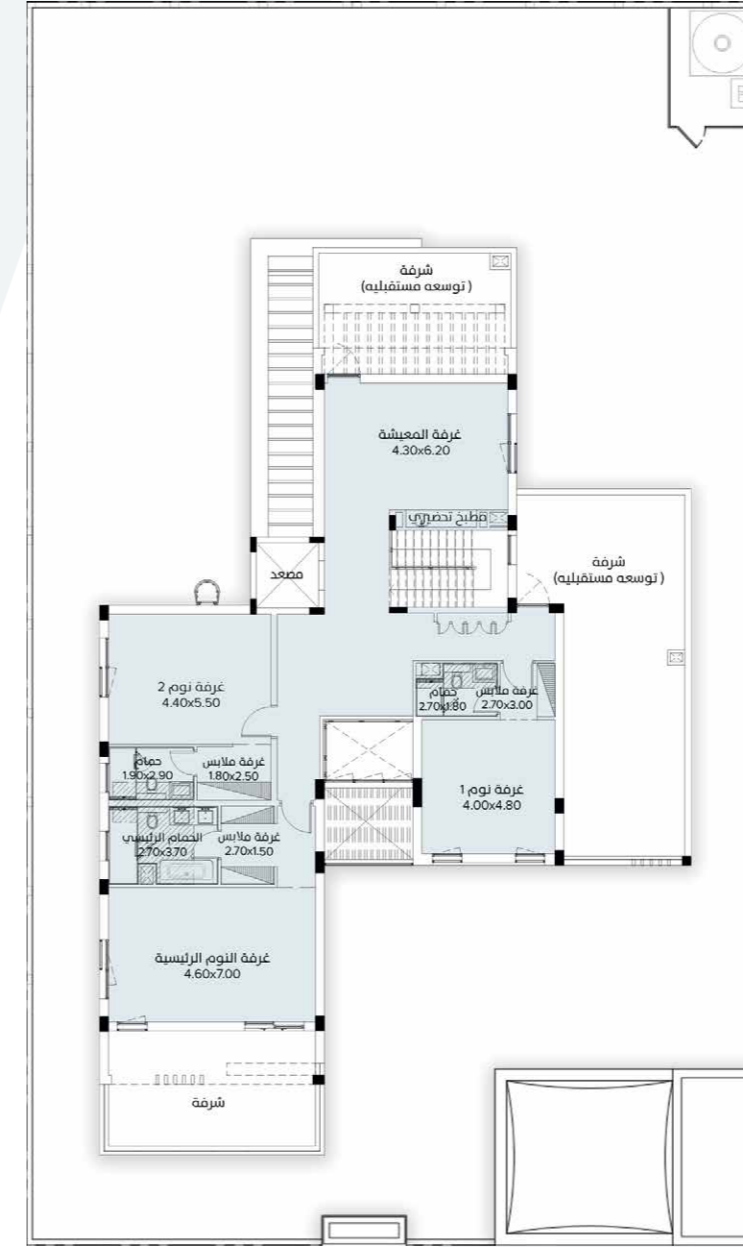 شرفة
( توسعه مستقبليه)
غرفة المعيشة
4.30x6.20
مطبخ تحضيري
شرفة
( توسعه مستقبليه)
مصعد
غرفة نوم 2
4.40x5.50
حمام
2.70x1.80
غرفة ملابس
2.70x3.00
حمام
1.90x2.90
غرفة ملابس
1.80x2.50
غرفة نوم 1
4.00x4.80
الحمام الرئيسي
2.70x3.70
غرفة ملابس
2.70x1.50
غرفة النوم الرئيسية
4.60x7.00
شرفة